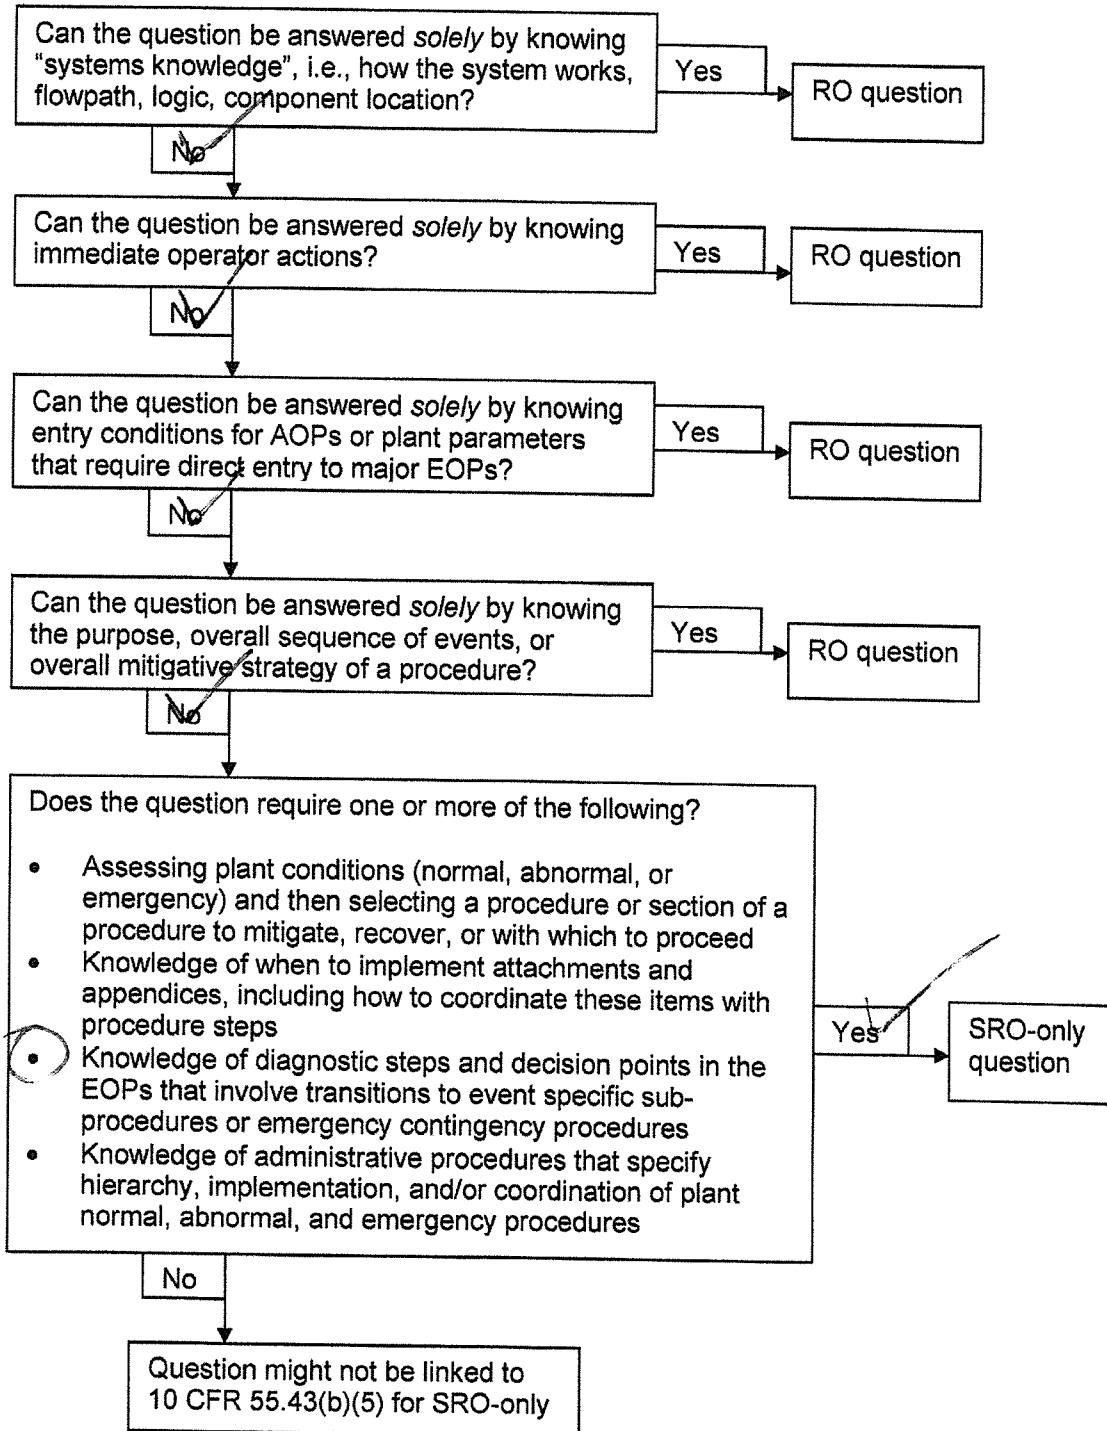 Can the question be answered solely by knowing
"systems knowledge", i.e., how the system works,
flowpath, logic, component location?
Yes
RO question
No
Can the question be answered solely by knowing
immediate operator actions?
Yes
RO question
No
Can the question be answered solely by knowing
entry conditions for AOPs or plant parameters
that require direct entry to major EOPs?
Yes
RO question
No
Can the question be answered solely by knowing
the purpose, overall sequence of events, or
overall mitigative strategy of a procedure?
Yes
RO question
No
Does the question require one or more of the following?
• Assessing plant conditions (normal, abnormal, or
emergency) and then selecting a procedure or section of a
procedure to mitigate, recover, or with which to proceed
• Knowledge of when to implement attachments and
appendices, including how to coordinate these items with
procedure steps
• Knowledge of diagnostic steps and decision points in the
EOPs that involve transitions to event specific sub-
procedures or emergency contingency procedures
• Knowledge of administrative procedures that specify
hierarchy, implementation, and/or coordination of plant
normal, abnormal, and emergency procedures
Yes
SRO-only
question
No
Question might not be linked to
10 CFR 55.43(b)(5) for SRO-only